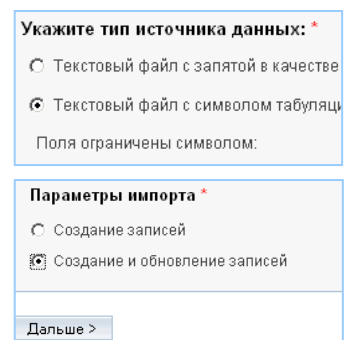 Укажите тип источника данных: *
Текстовый файл с запятой в качестве
Текстовый файл с символом табуляци
Поля ограничены символом:
Параметры импорта *
Создание записей
Создание и обновление записей
Дальше >